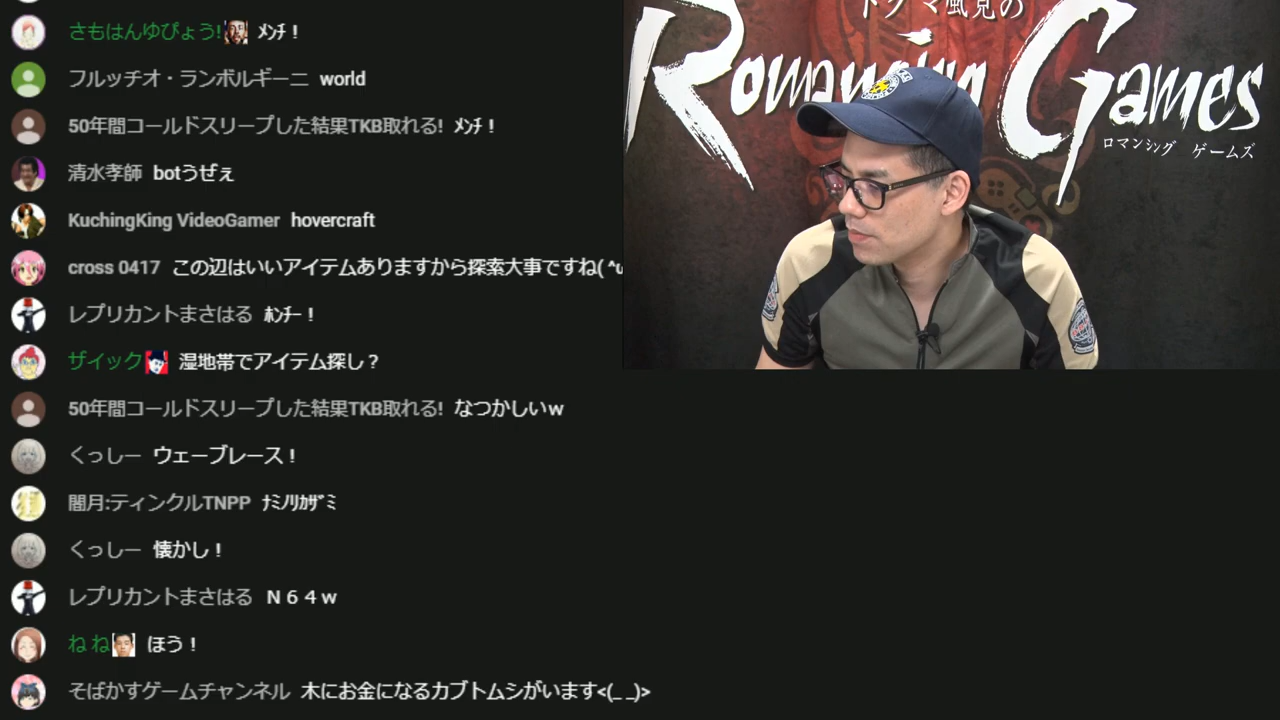 さもはんゆぴょう! ﾒﾝﾁ！
フルッチオ・ランボルギーニ world
50年間コールドスリープした結果TKB取れる! ﾒﾝﾁ！
清水孝師 botうぜぇ
KuchingKing VideoGamer hovercraft
cross 0417 この辺はいいアイテムありますから探索大事ですね(
レプリカントまさはる ﾎﾝﾁｰ！
ザイック 湿地帯でアイテム探し？
50年間コールドスリープした結果TKB取れる! なつかしいｗ
くっしー ウェーブレース！
闇月:ティンクルTNPP ﾅﾐﾉﾘｶｻﾞﾐ
くっしー 懐かし！
レプリカントまさはる Ｎ６４ｗ
ね ね ほう！
そばかすゲームチャンネル 木にお金になるカブトムシがいます<(_ _)>
ドグマ風見の
Romancing Games
ロマンシング ゲームズ